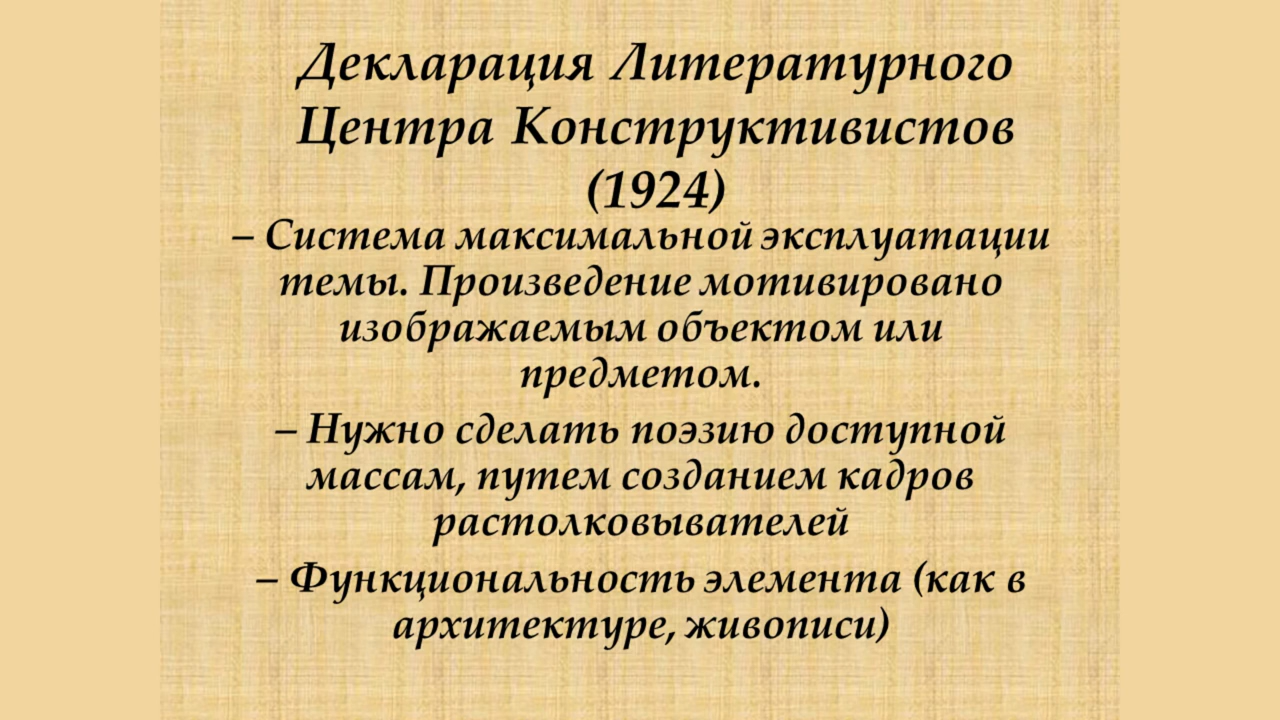 Декларация Литературного
Центра Конструктивистов
(1924)
– Система максимальной эксплуатации
темы. Произведение мотивировано
изображаемым объектом или
предметом.
– Нужно сделать поэзию доступной
массам, путем созданием кадров
растолковывателей
– Функциональность элемента (как в
архитектуре, живописи)